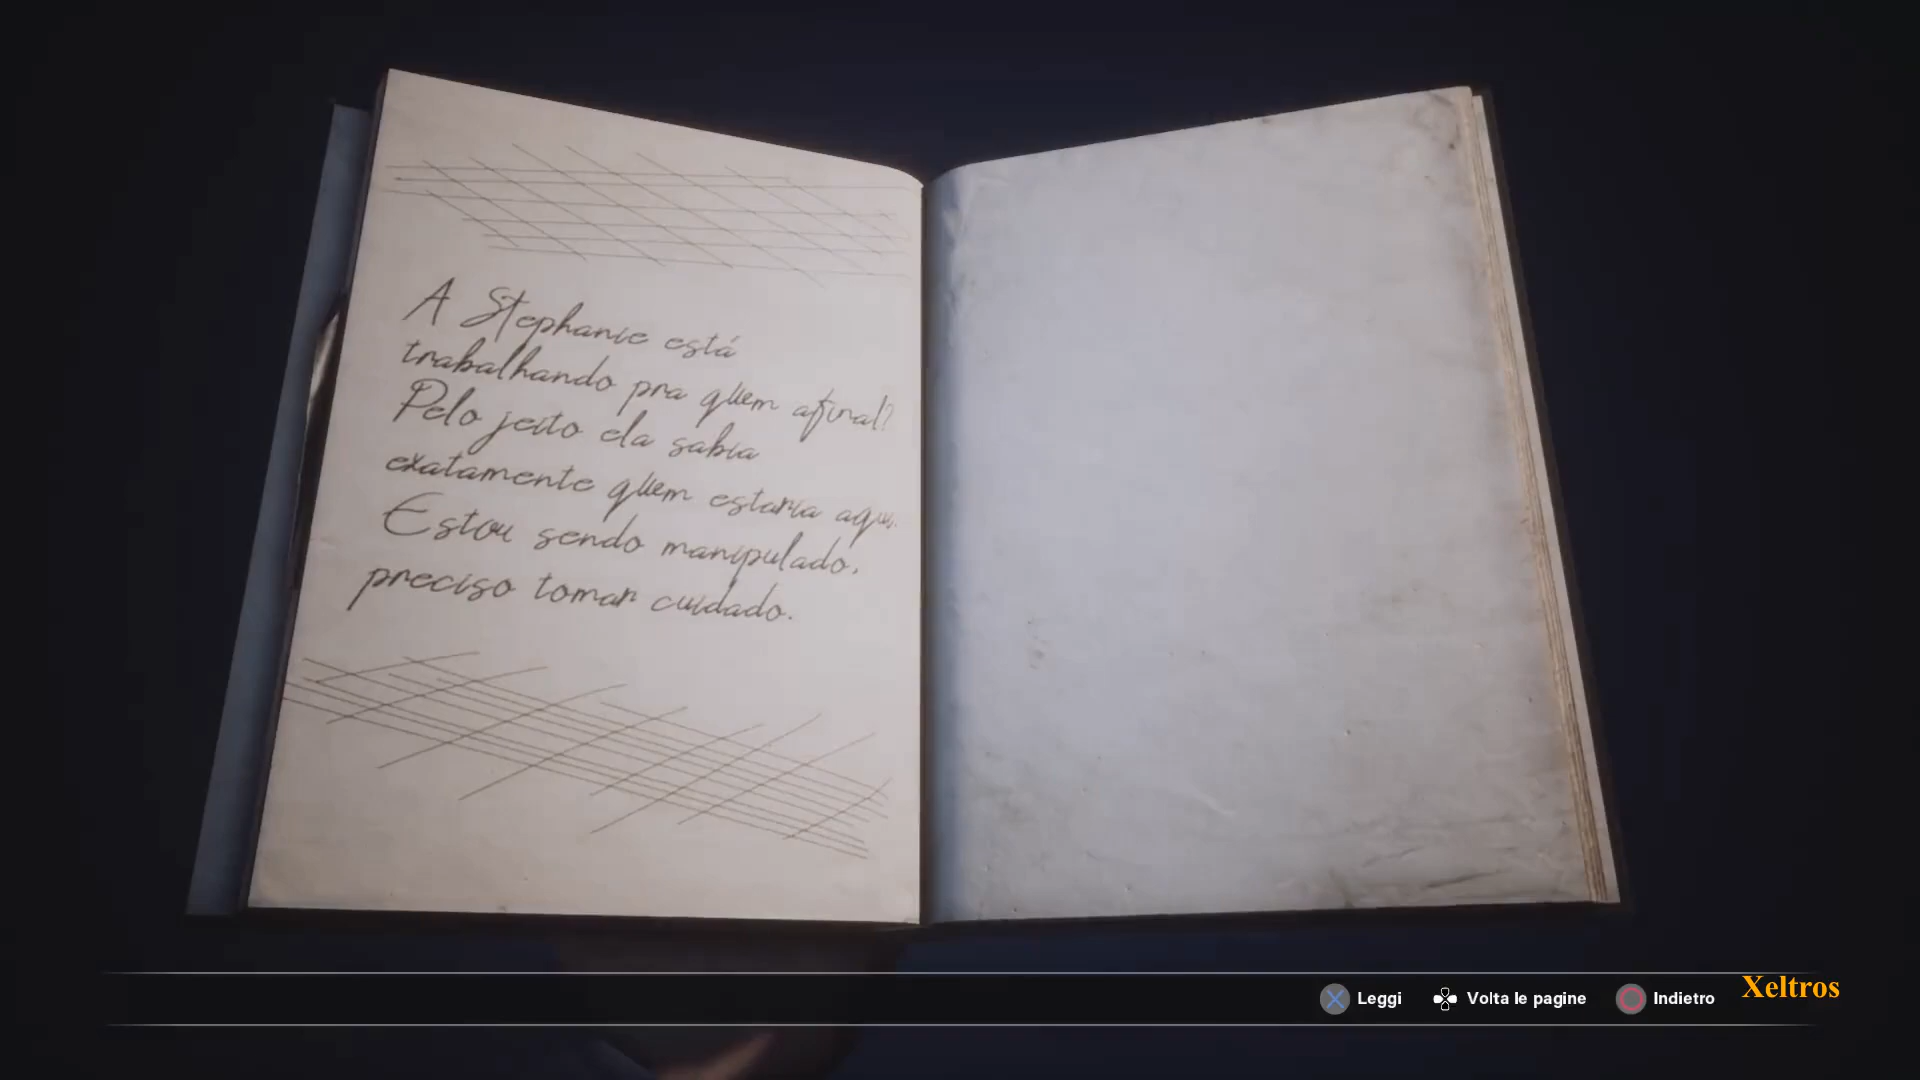 A Stephanie está
trabalhando pra quem afinal?
Pelo jeito ela sabia
exatamente quem estaria aqui.
Estou sendo manipulado,
preciso tomar cuidado.
Leggi
Volta le pagine
Indietro
Xeltros